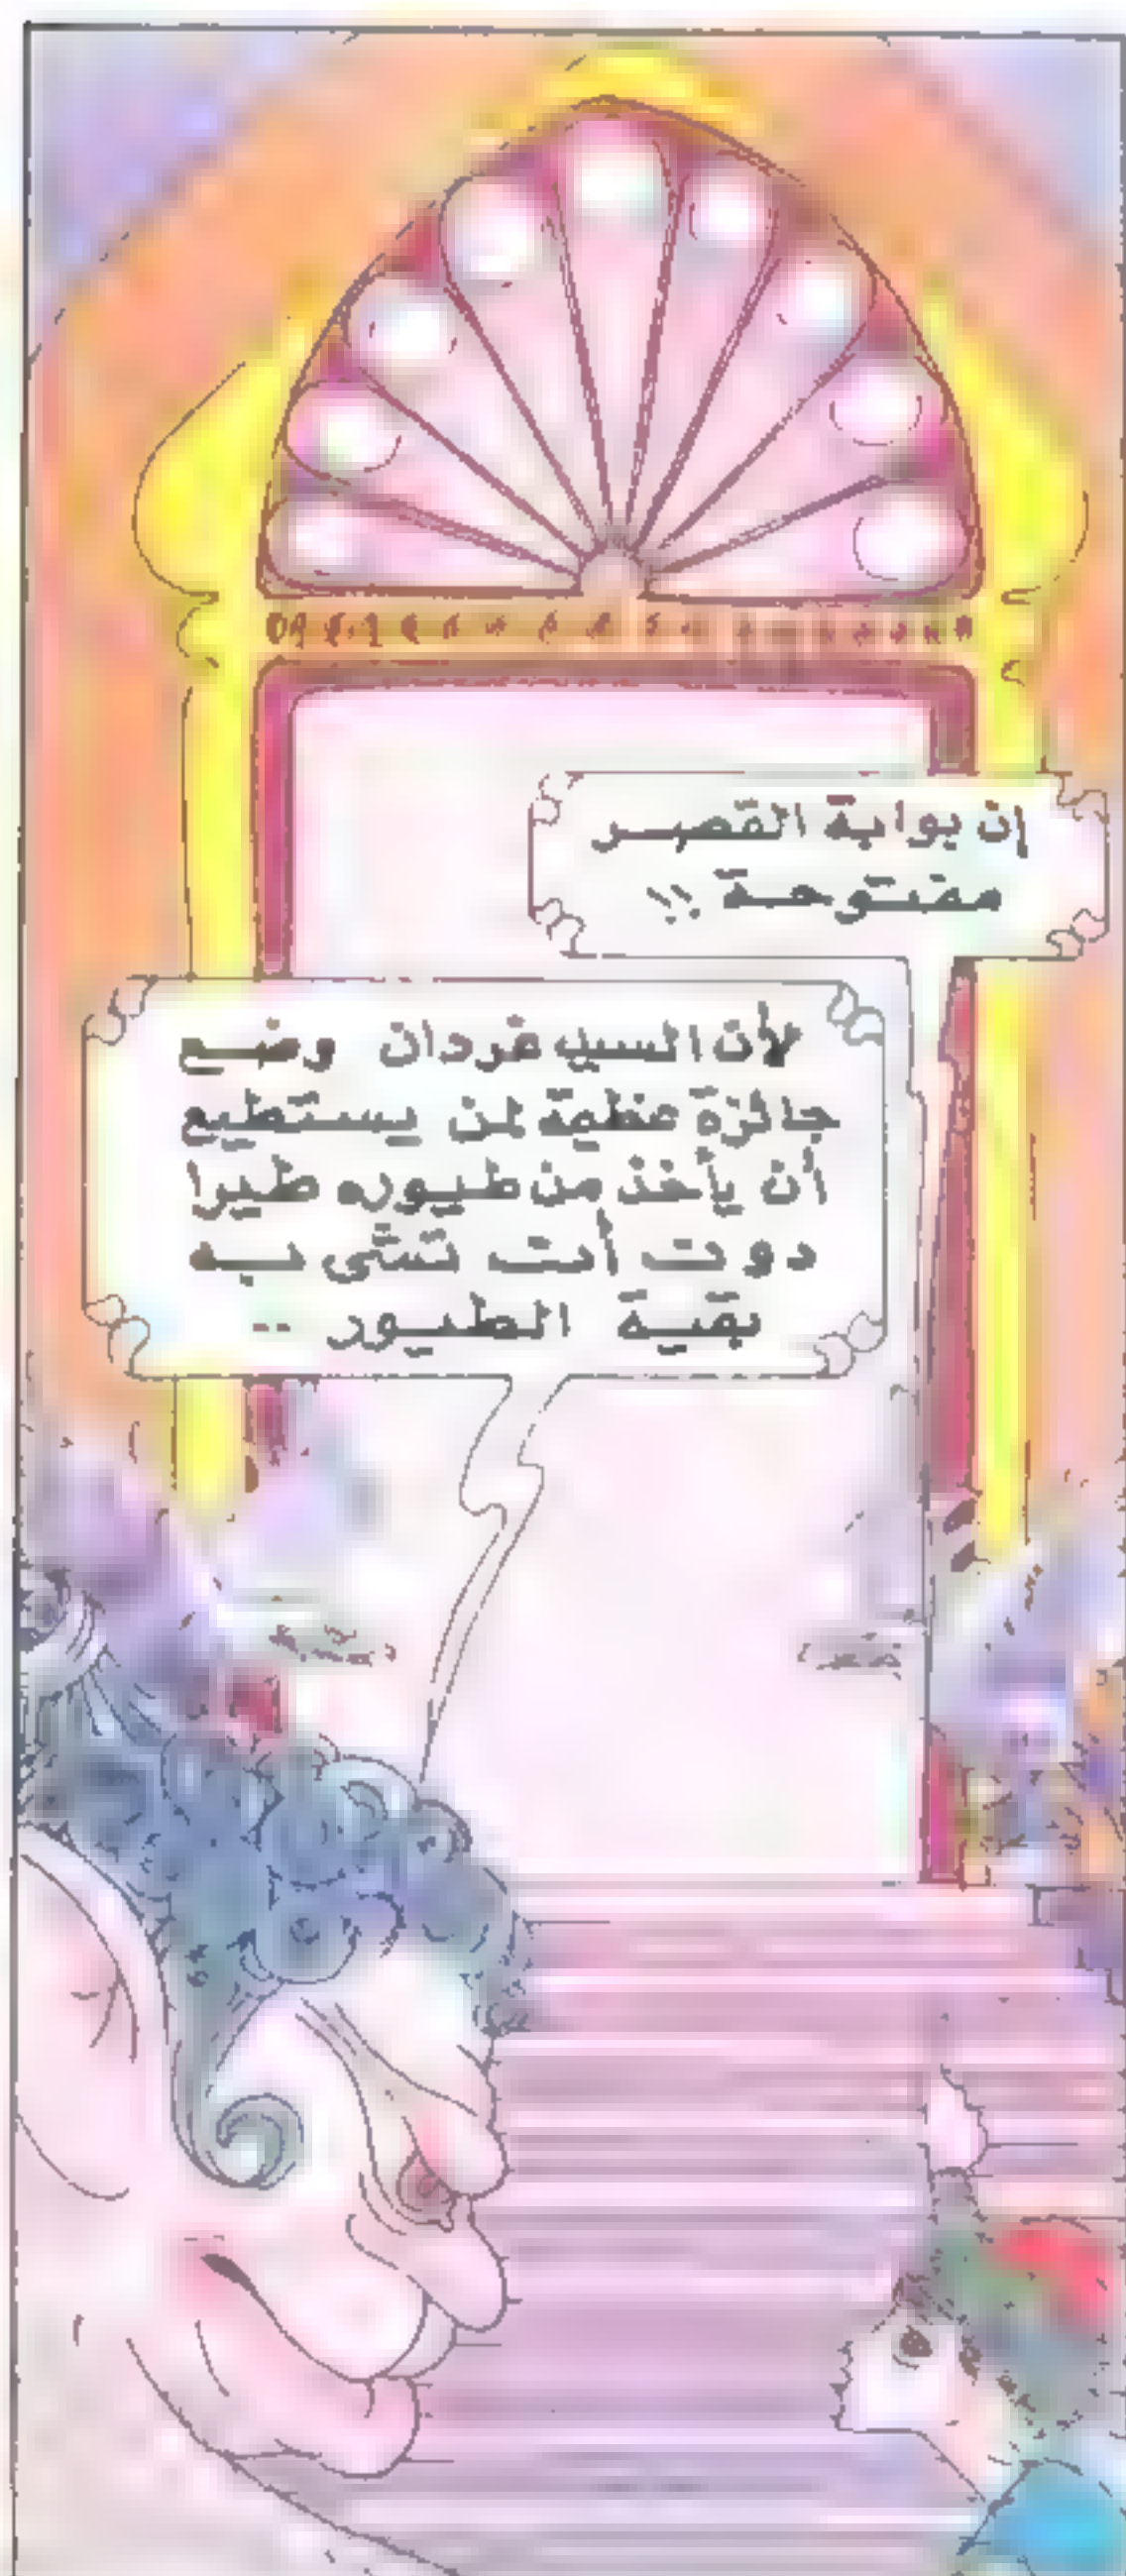 إن بوابة القصر
مفتوحة !!
لأن السيد قردان وضع
جائزة عظيمة لمن يستطيع
أن يأخذ من طيوره طيرا
دون أن تشي به
بقية الطيور ..